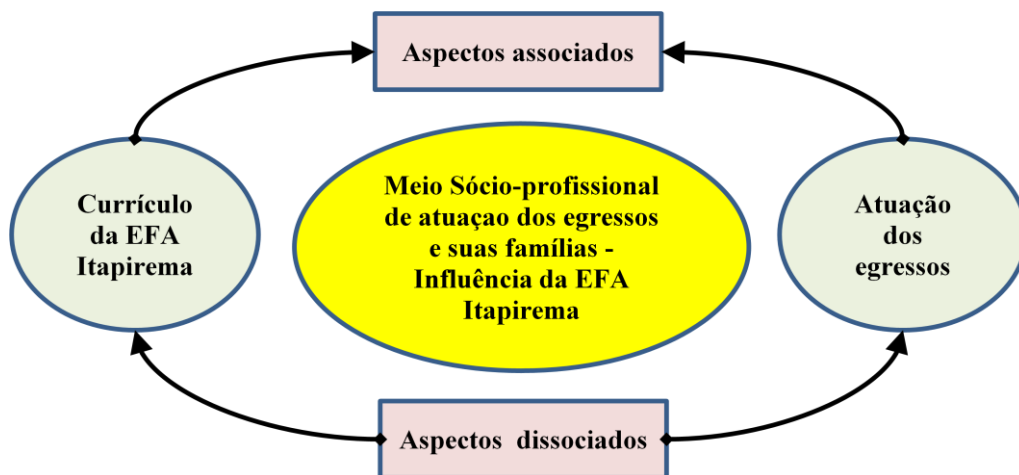 Aspectos associados
Currículo
da EFA
Itapirema
Meio Sócio-profissional
de atuaçao dos egressos
e suas famílias -
Influência da EFA
Itapirema
Atuação
dos
egressos
Aspectos dissociados